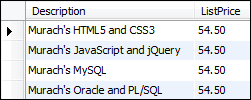 Description ListPrice
Murach's HTML5 and CSS3 54.50
Murach's JavaScript and jQuery 54.50
Murach's MySQL 54.50
Murach's Oracle and PL/SQL 54.50